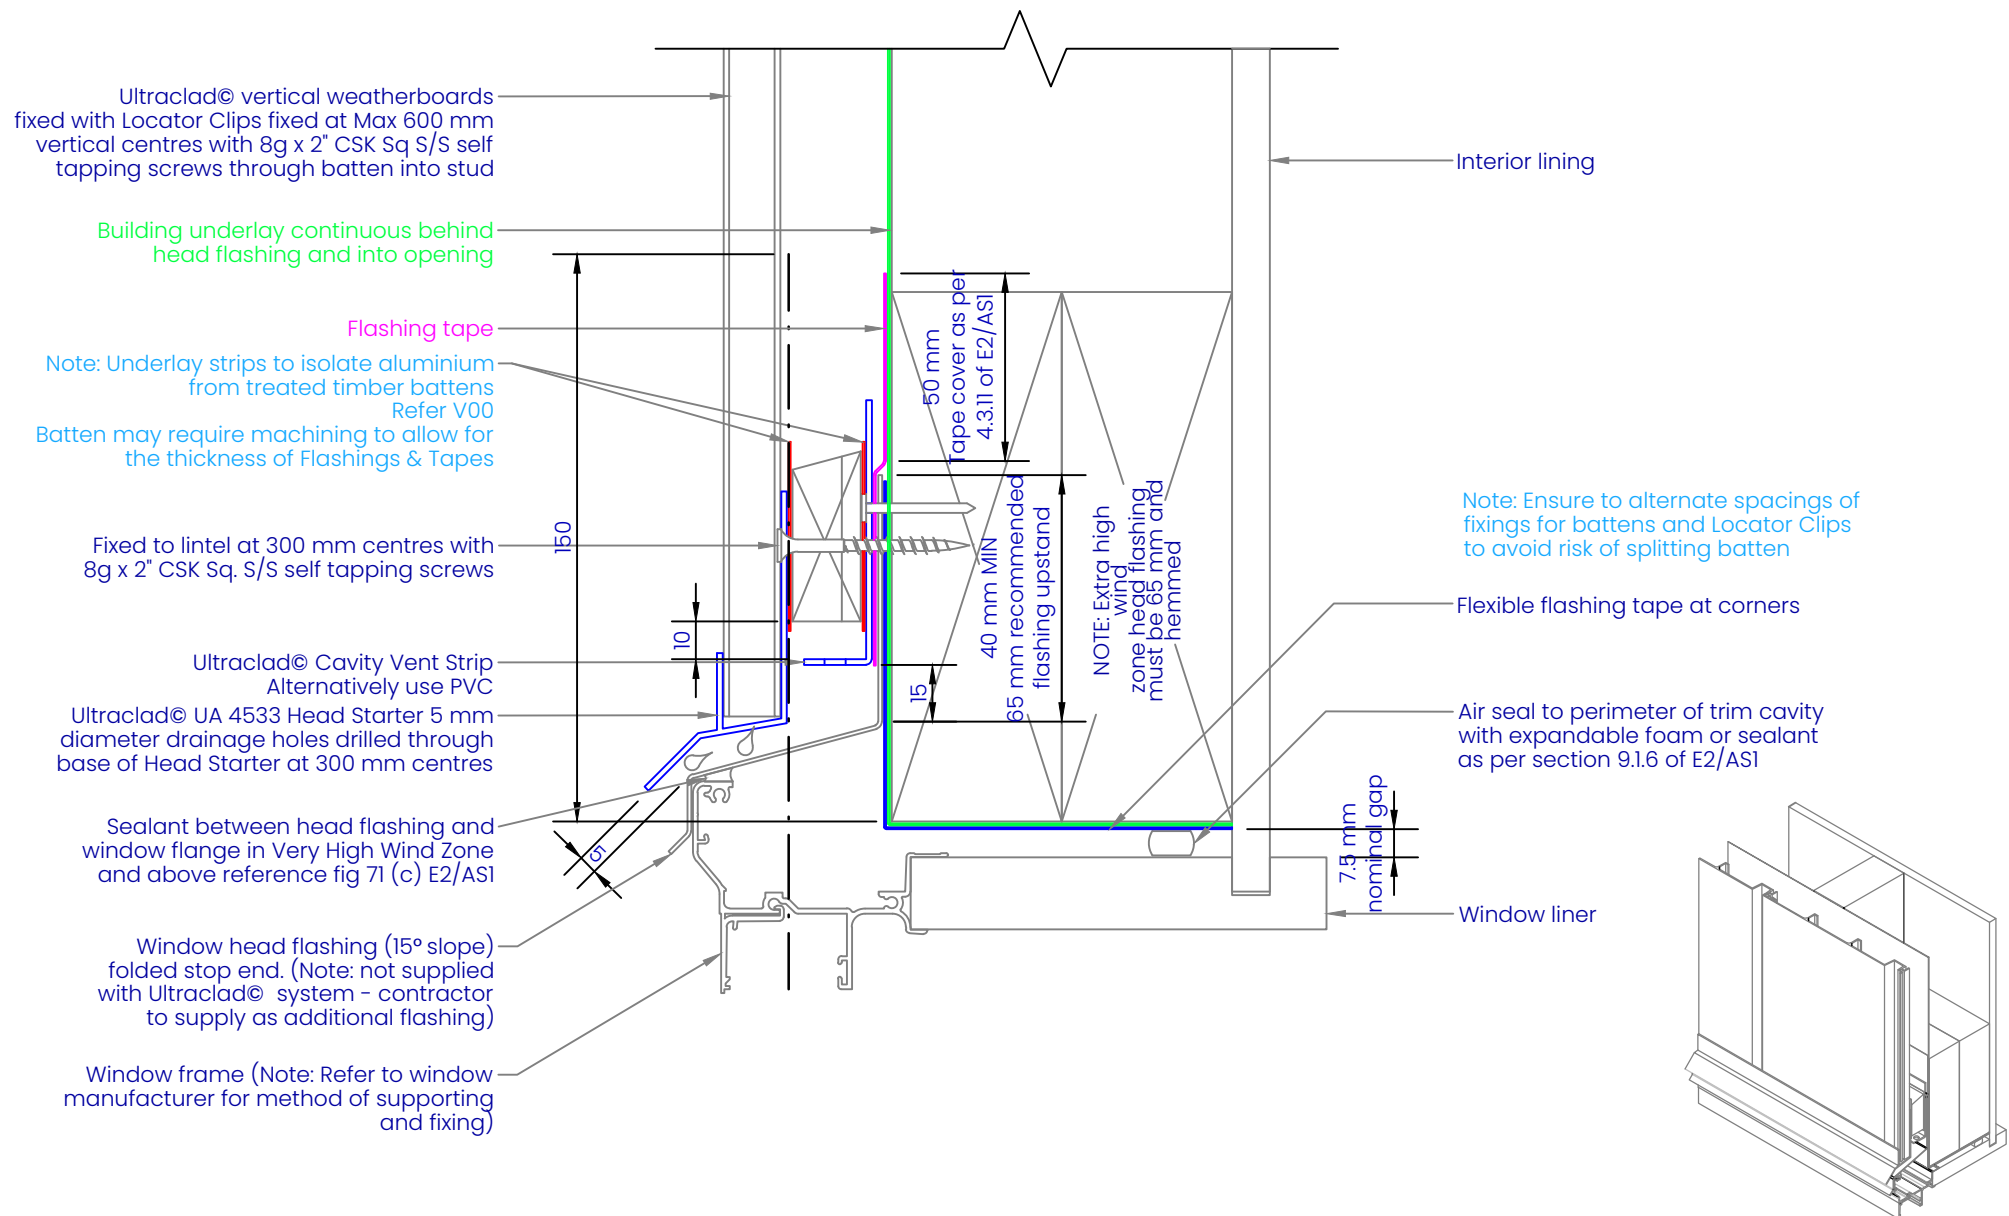 Ultraclad© vertical weatherboards
fixed with Locator Clips fixed at Max 600 mm
vertical centres with 8g x 2" CSK Sq S/S self
tapping screws through batten into stud
Building underlay continuous behind
head flashing and into opening
Flashing tape
Note: Underlay strips to isolate aluminium
from treated timber battens
Refer V00
Batten may require machining to allow for
the thickness of Flashings & Tapes
Fixed to lintel at 300 mm centres with
8g x 2" CSK Sq. S/S self tapping screws
Ultraclad© Cavity Vent Strip
Alternatively use PVC
Ultraclad© UA 4533 Head Starter 5 mm
diameter drainage holes drilled through
base of Head Starter at 300 mm centres
Sealant between head flashing and
window flange in Very High Wind Zone
and above reference fig 71 (c) E2/AS1
Window head flashing (15° slope)
folded stop end. (Note: not supplied
with Ultraclad© system - contractor
to supply as additional flashing)
Window frame (Note: Refer to window
manufacturer for method of supporting
and fixing)
150
10
15
5
50 mm
Tape cover as per
4.3.11 of E2/AS1
40 mm MIN
65 mm recommended
flashing upstand
NOTE: Extra high
wind
zone head flashing
must be 65 mm and
hemmed
7.5 mm
nominal gap
Interior lining
Note: Ensure to alternate spacings of
fixings for battens and Locator Clips
to avoid risk of splitting batten
Flexible flashing tape at corners
Air seal to perimeter of trim cavity
with expandable foam or sealant
as per section 9.1.6 of E2/AS1
Window liner